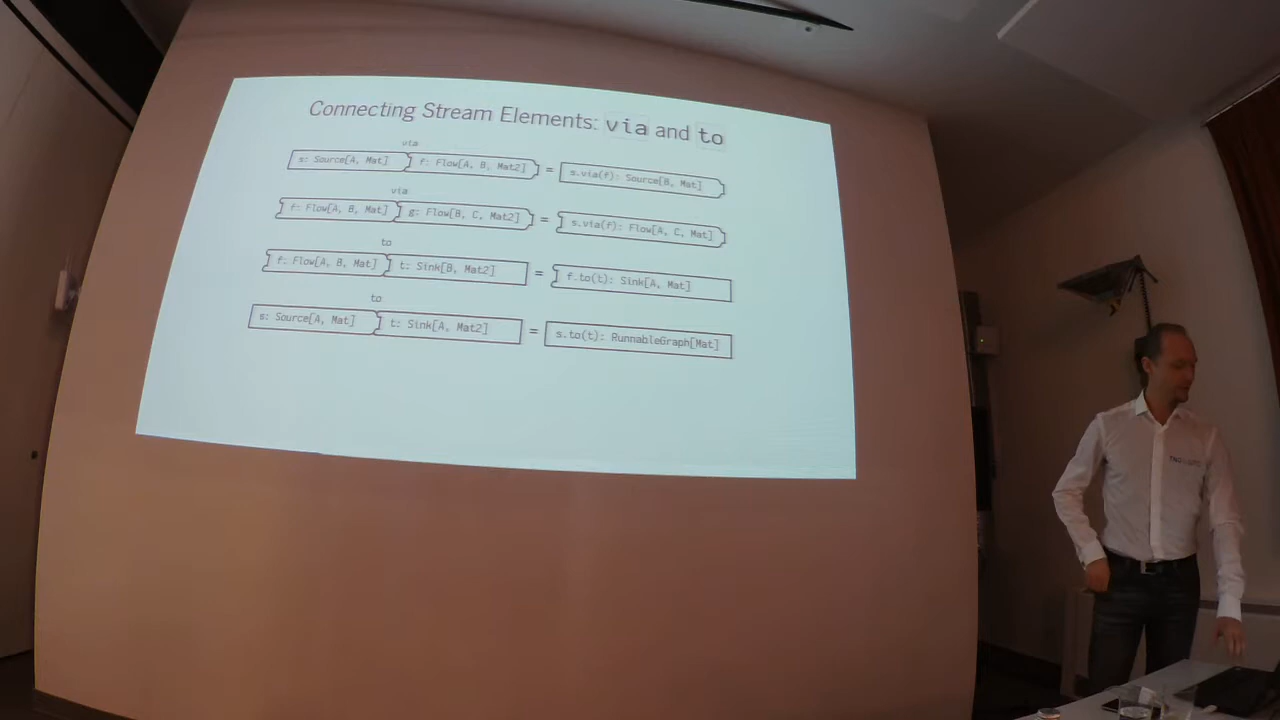 Connecting Stream Elements: via and to
via
s: Source[A, Mat] f: Flow[A, B, Mat2] = s.via(f): Source[B, Mat]
via
f: Flow[A, B, Mat] g: Flow[B, C, Mat2] = s.via(f): Flow[A, C, Mat]
to
f: Flow[A, B, Mat] t: Sink[B, Mat2] = f.to(t): Sink[A, Mat]
to
s: Source[A, Mat] t: Sink[A, Mat2] = s.to(t): RunnableGraph[Mat]